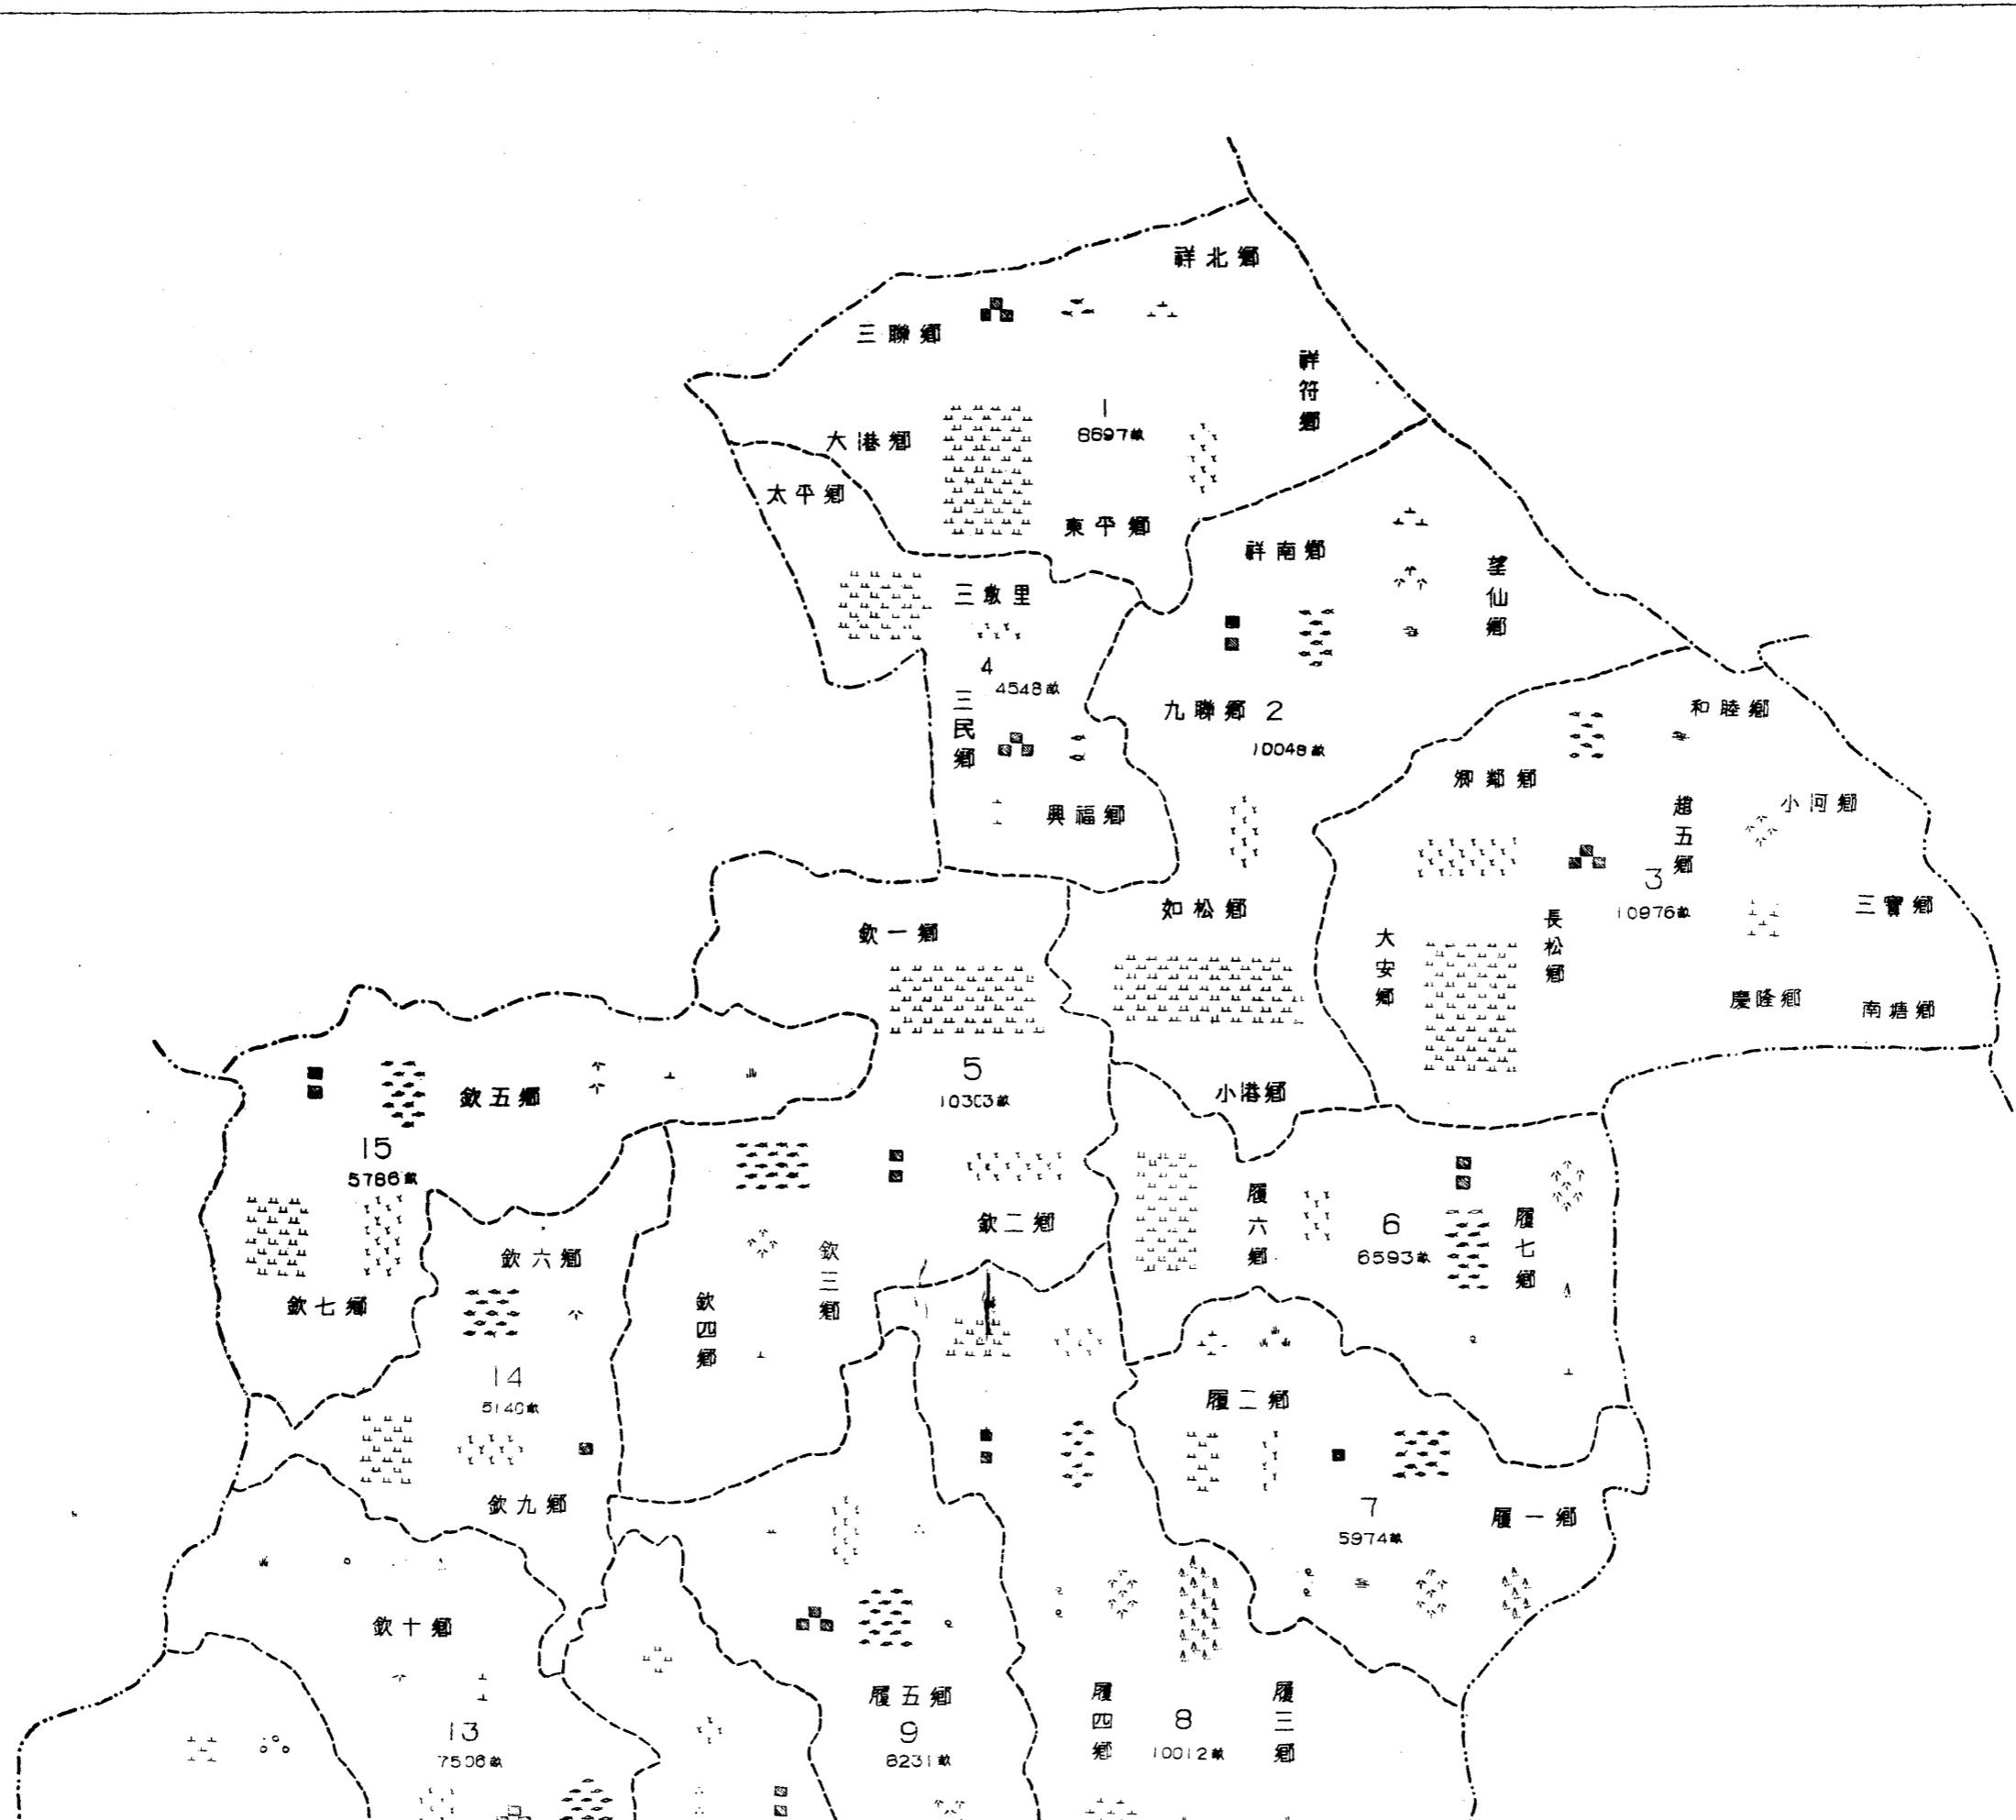 祥北鄉
三聯鄉
祥符鄉
1
8697畝
大港鄉
太平鄉
東平鄉
祥南鄉
望仙鄉
三敢里
4
4548畝
三民鄉
九聯鄉
2
10048畝
和睦鄉
小河鄉
趙五鄉
興福鄉
3
10976畝
三寶鄉
如松鄉
欽一鄉
大安鄉
長松鄉
慶隆鄉
南塘鄉
5
10303畝
小港鄉
欽五鄉
15
5786畝
履六鄉
6
6593畝
履七鄉
欽二鄉
欽三鄉
欽四鄉
欽六鄉
欽七鄉
14
5140畝
履二鄉
欽九鄉
7
5974畝
履一鄉
欽十鄉
13
7506畝
履五鄉
9
8231畝
履四鄉
8
10012畝
履三鄉